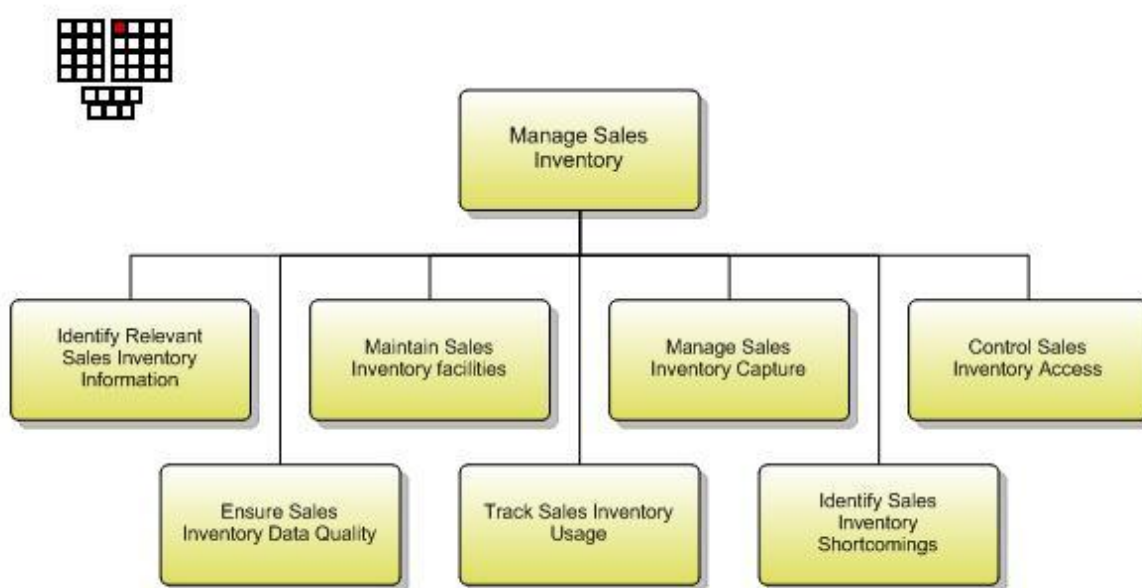 Manage Sales
Inventory
Identify Relevant
Sales Inventory
Information
Maintain Sales
Inventory facilities
Manage Sales
Inventory Capture
Control Sales
Inventory Access
Ensure Sales
Inventory Data Quality
Track Sales Inventory
Usage
Identify Sales
Inventory
Shortcomings